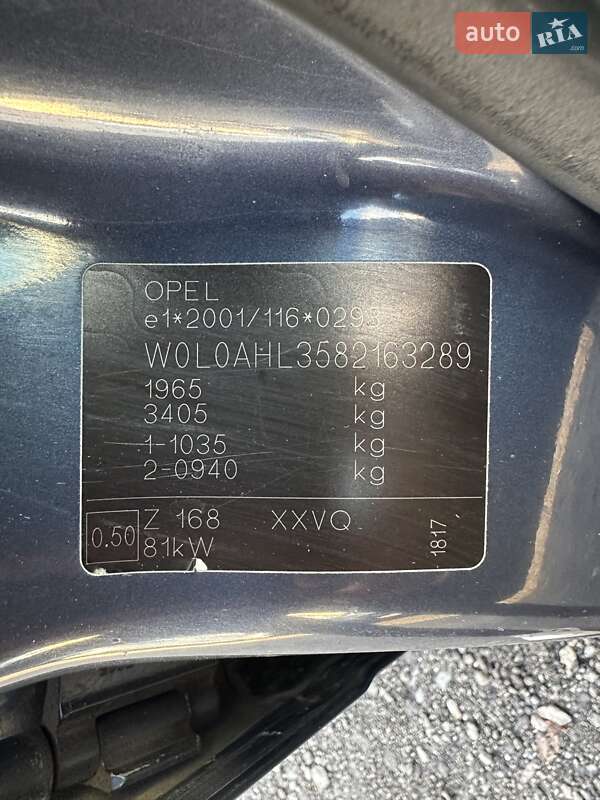 auto RIA .com
OPEL
e1*2001/116*0293
W0L0AHL3582163289
1965 kg
3405 kg
1-1035 kg
2-0940 kg
0.50 Z 168 XXVQ
81kW
1817